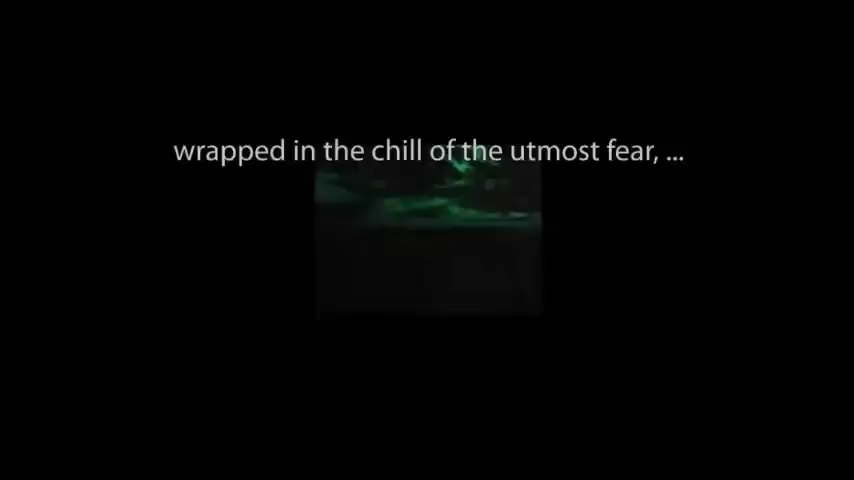 wrapped in the chill of the utmost fear, ...